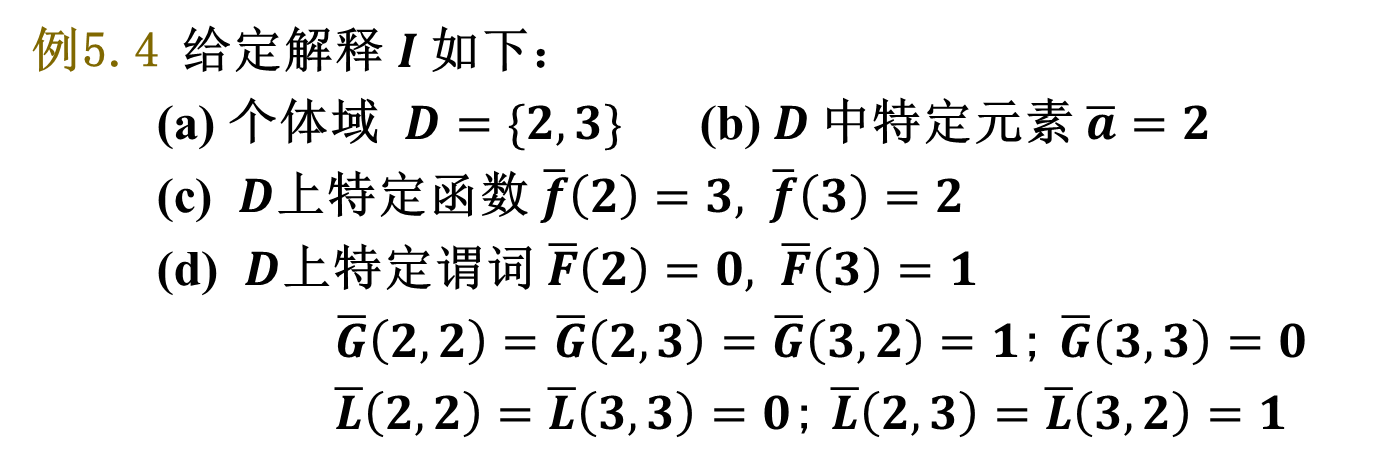 例5.4 给定解释 I 如下：
(a) 个体域 D = {2,3} (b) D 中特定元素 a̅ = 2
(c) D上特定函数 f̅(2) = 3, f̅(3) = 2
(d) D上特定谓词 F̅(2) = 0, F̅(3) = 1
G̅(2,2) = G̅(2,3) = G̅(3,2) = 1; G̅(3,3) = 0
L̅(2,2) = L̅(3,3) = 0; L̅(2,3) = L̅(3,2) = 1